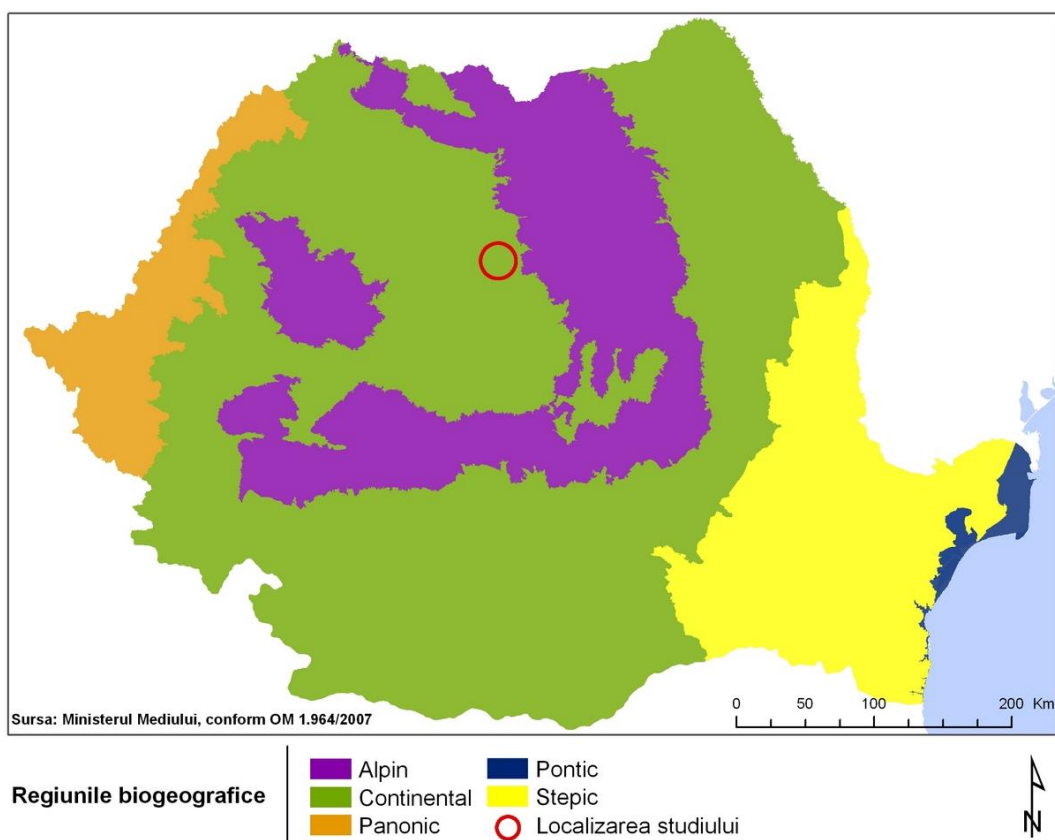 Sursa: Ministerul Mediului, conform OM 1.964/2007
0 50 100 200 Km
Regiunile biogeografice
Alpin
Continental
Panonic
Pontic
Stepic
Localizarea studiului
N